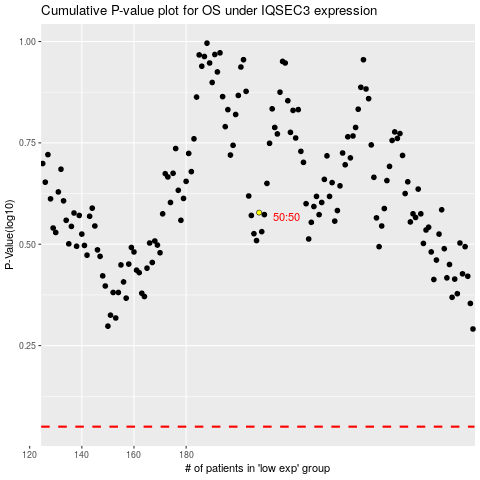 Cumulative P-value plot for OS under IQSEC3 expression
P-Value(log10)
1.00
0.75
0.50
0.25
50:50
120 140 160 180
# of patients in 'low exp' group